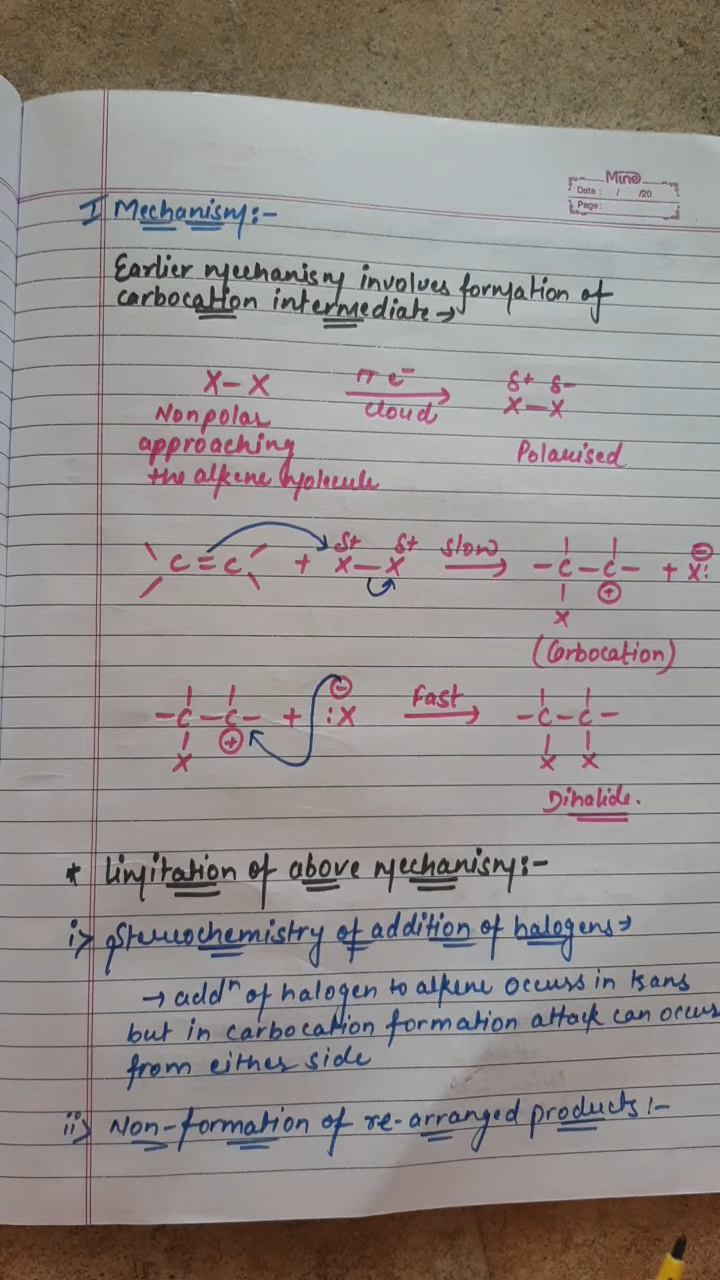 Mine
Date : / /20
Page:
I Mechanism:-
Earlier mechanism involves formation of
carbocation intermediate→
X–X π e⁻ δ+ δ-
cloud X–X
Nonpolar
approaching Polarised
the alkene molecule
C=C + δ+ δ+ X–X slow → -C-C- + X:⊖
X ⊕
(Carbocation)
-C-C- + :X⊖ Fast → -C-C-
X ⊕ X X
Dihalide.
* Limitation of above mechanism:-
i> Stereochemistry of addition of halogens→
→ addⁿ of halogen to alkene occurs in trans
but in carbocation formation attack can occur
from either side
ii> Non-formation of re-arranged products:-